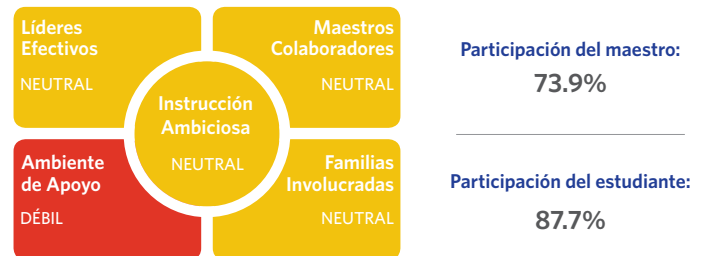 Líderes
Efectivos
NEUTRAL
Maestros
Colaboradores
NEUTRAL
Instrucción
Ambiciosa
NEUTRAL
Ambiente
de Apoyo
DÉBIL
Familias
Involucradas
NEUTRAL
Participación del maestro:
73.9%
Participación del estudiante:
87.7%